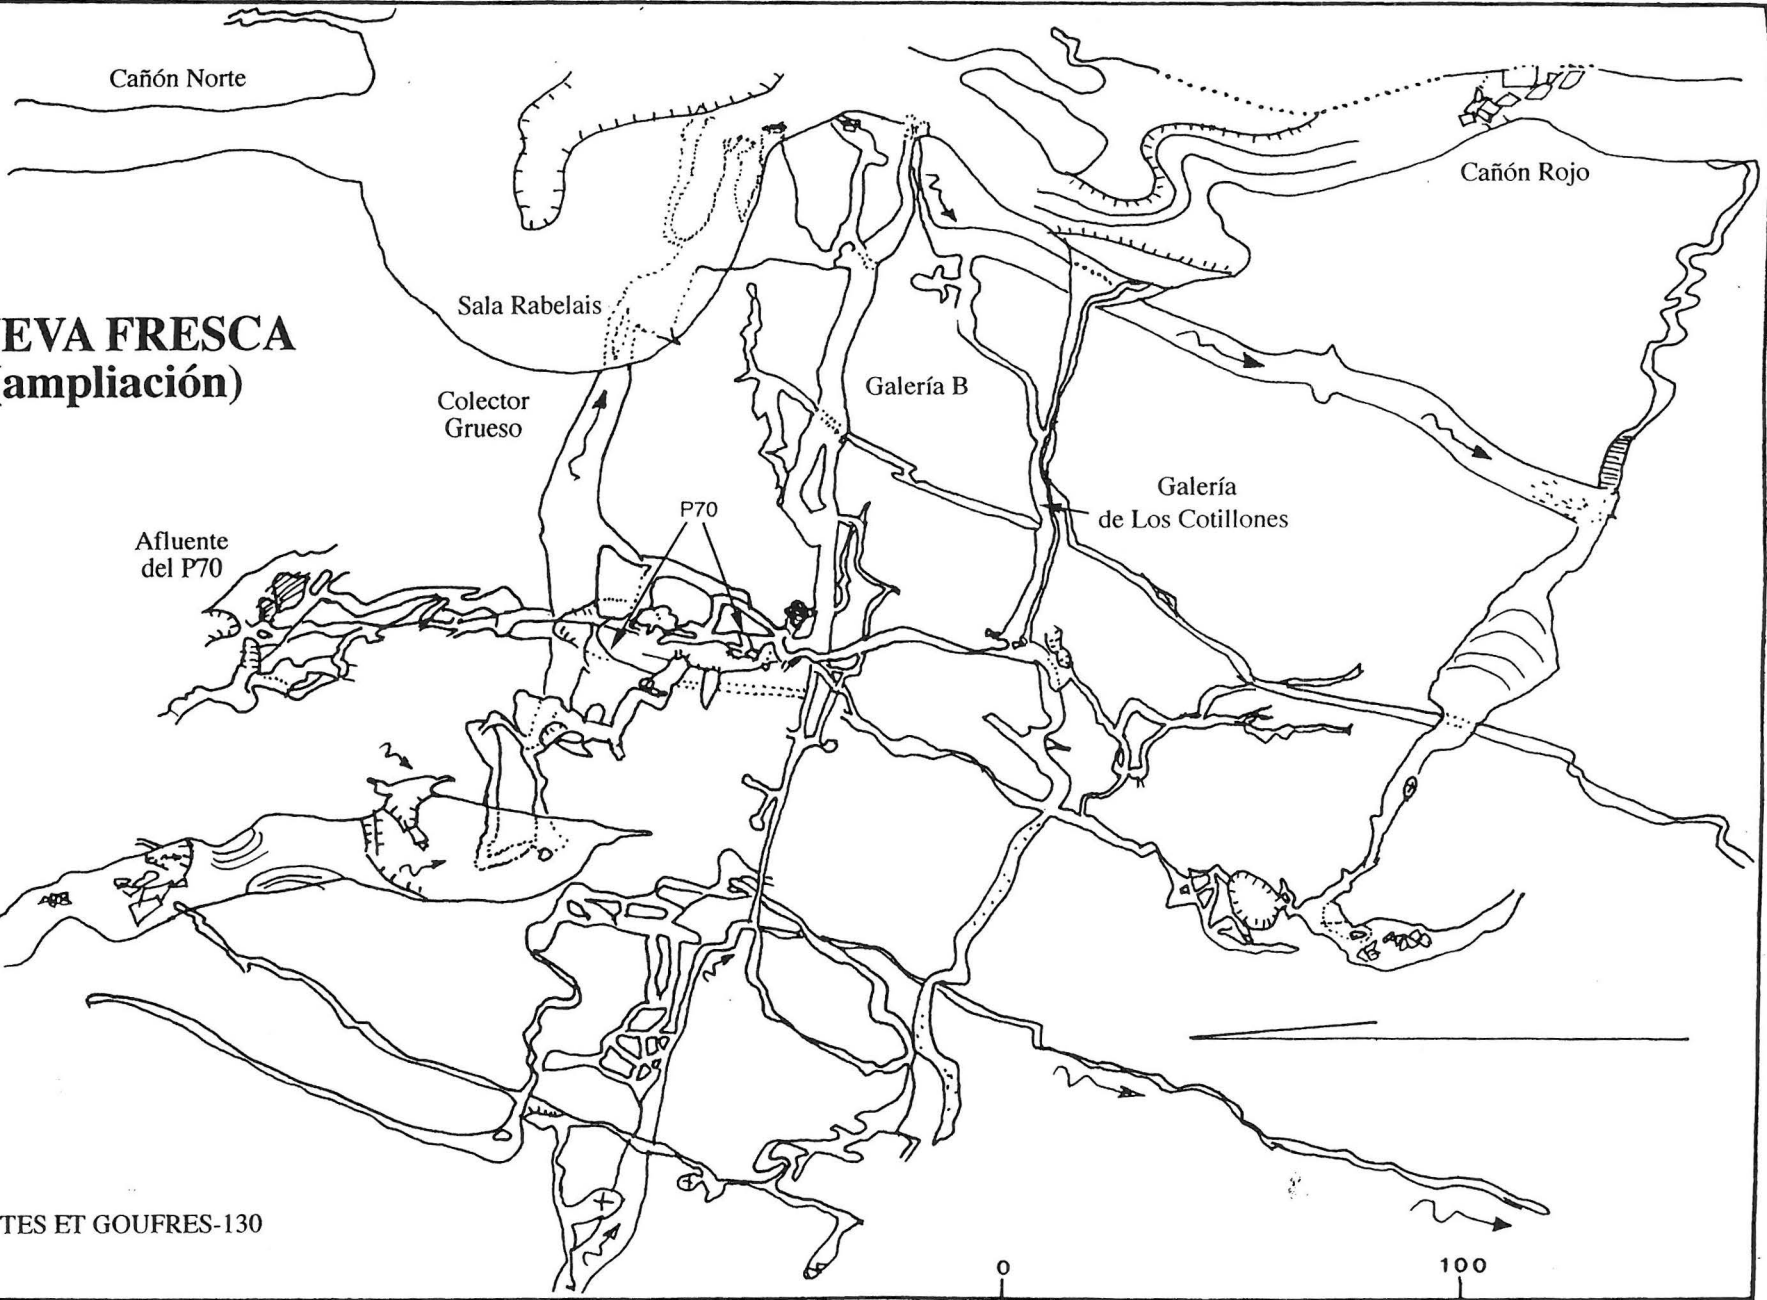 Cañón Norte
Cañón Rojo
Sala Rabelais
EVA FRESCA
(ampliación)
Colector
Grueso
Galería B
P70
Galería
de Los Cotillones
Afluente
del P70
TES ET GOUFRES-130
0
100